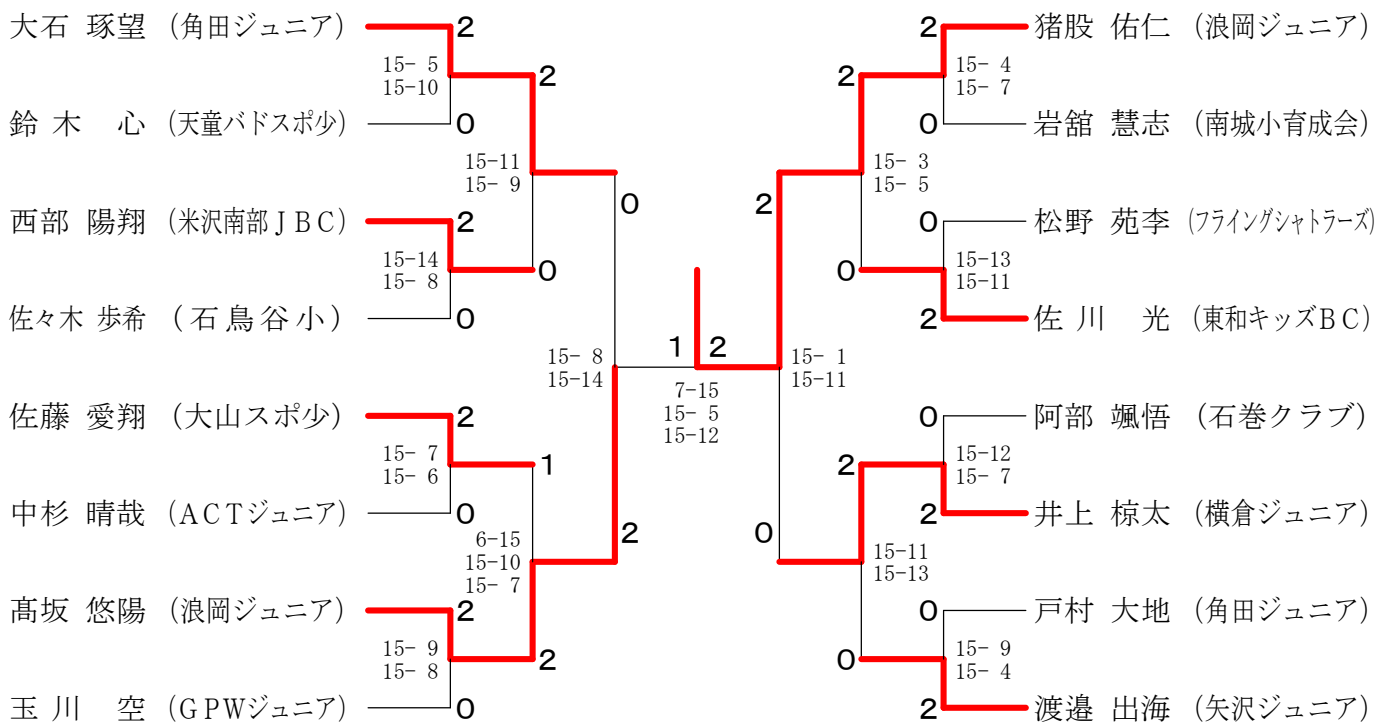 大石 琢望 (角田ジュニア) 2
15- 5
15-10
2
鈴木 心 (天童バドスポ少) 0
15-11
15- 9
0
西部 陽翔 (米沢南部JBC) 2
15-14
15- 8
0
佐々木 歩希 (石鳥谷小) 0
15- 8
15-14
佐藤 愛翔 (大山スポ少) 2
15- 7
15- 6
1
中杉 晴哉 (ACTジュニア) 0
6-15
15-10
15- 7
2
髙坂 悠陽 (浪岡ジュニア) 2
15- 9
15- 8
2
玉川 空 (GPWジュニア) 0
1 2
7-15
15- 5
15-12
2 猪股 佑仁 (浪岡ジュニア)
2
15- 4
15- 7
0 岩舘 慧志 (南城小育成会)
15- 3
15- 5
2
0 松野 苑李 (フライングシャトラーズ)
0
15-13
15-11
2 佐川 光 (東和キッズBC)
15- 1
15-11
0 阿部 颯悟 (石巻クラブ)
2
15-12
15- 7
2 井上 椋太 (横倉ジュニア)
0
15-11
15-13
0 戸村 大地 (角田ジュニア)
0
15- 9
15- 4
2 渡邉 出海 (矢沢ジュニア)